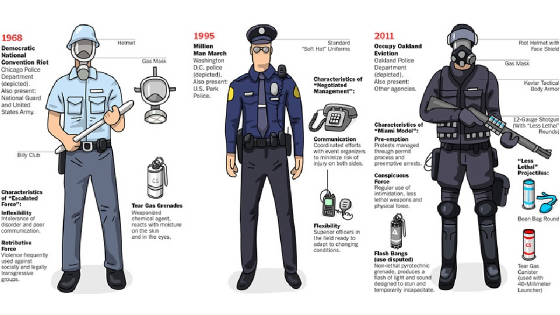 1968
Democratic
National
Convention Riot
Chicago Police
Department
(depicted).
Also present:
National Guard
and United
States Army.
Helmet
Gas Mask
Billy Club
Characteristics
of "Escalated
Force":
Inflexibility
Intolerance of
disorder and poor
communication.
Retributive
Force
Violence frequently
used against
socially and legally
transgressive
groups.
Tear Gas Grenades
Weaponized
chemical agent,
reacts with moisture
on the skin
and in the eyes.
1995
Million
Man March
Washington
D.C. police
(depicted).
Also present:
U.S. Park
Police.
Standard
"Soft Hat" Uniforms
Characteristics of
"Negotiated
Management":
Communication
Coordinated efforts
with event organizers
to minimize risk of
injury on both sides.
Flexibility
Superior officers in
the field ready to
adapt to changing
conditions.
2011
Occupy Oakland
Eviction
Oakland Police
Department
(depicted).
Also present:
Other agencies.
Riot Helmet with
Face Shield
Gas Mask
Kevlar Tactical
Body Armor
12-Gauge Shotgun
(With "Less Lethal"
Rounds)
Characteristics of
"Miami Model":
Pre-emption
Protests managed
through permit
process and
preemptive arrests.
Conspicuous
Force
Regular use of
intimidation, less
lethal weapons and
physical force.
Flash Bangs
(use disputed)
Non-lethal pyrotechnic
grenade, produces a
flash of light and sound
designed to stun and
temporarily incapacitate.
"Less
Lethal"
Projectiles:
Bean Bag Round
CS
Tear Gas
Canister
(used with
40-Millimeter
Launcher)